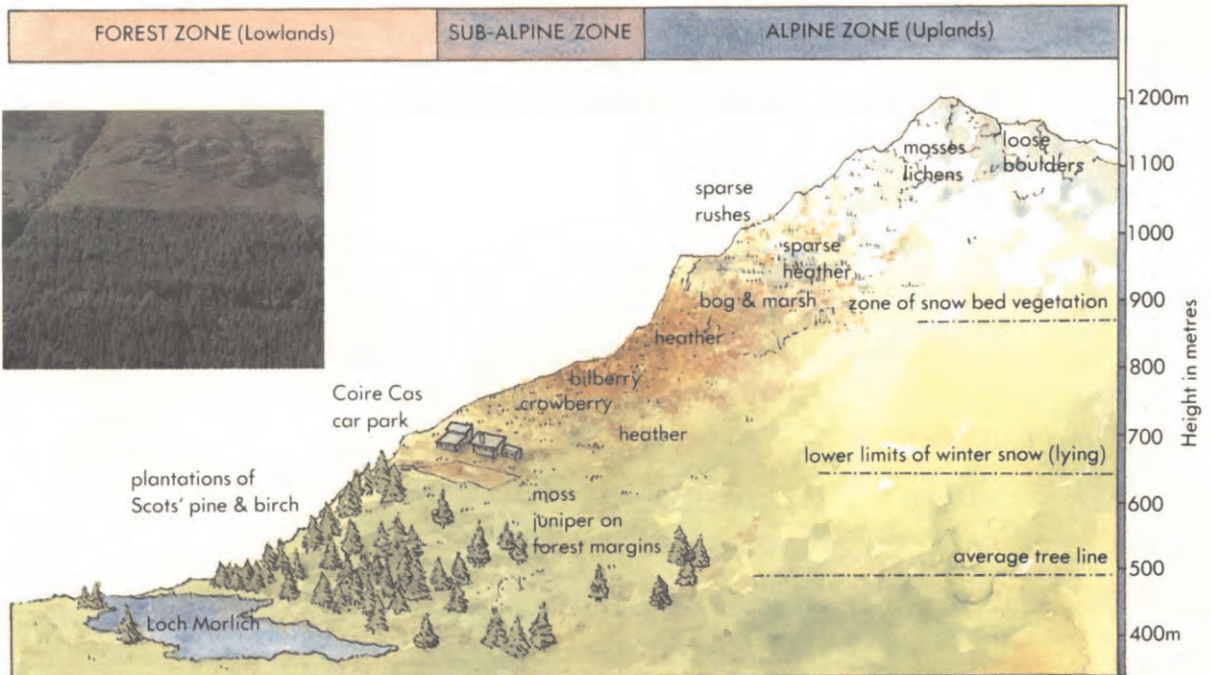 FOREST ZONE (Lowlands)
SUB-ALPINE ZONE
ALPINE ZONE (Uplands)
1200m
1100
1000
900
800
700
600
500
400m
Height in metres
mosses
lichens
loose
boulders
sparse
rushes
sparse
heather
bog & marsh
zone of snow bed vegetation
heather
bilberry
crowberry
heather
Coire Cas
car park
lower limits of winter snow (lying)
plantations of
Scots' pine & birch
moss
juniper on
forest margins
average tree line
Loch Morlich